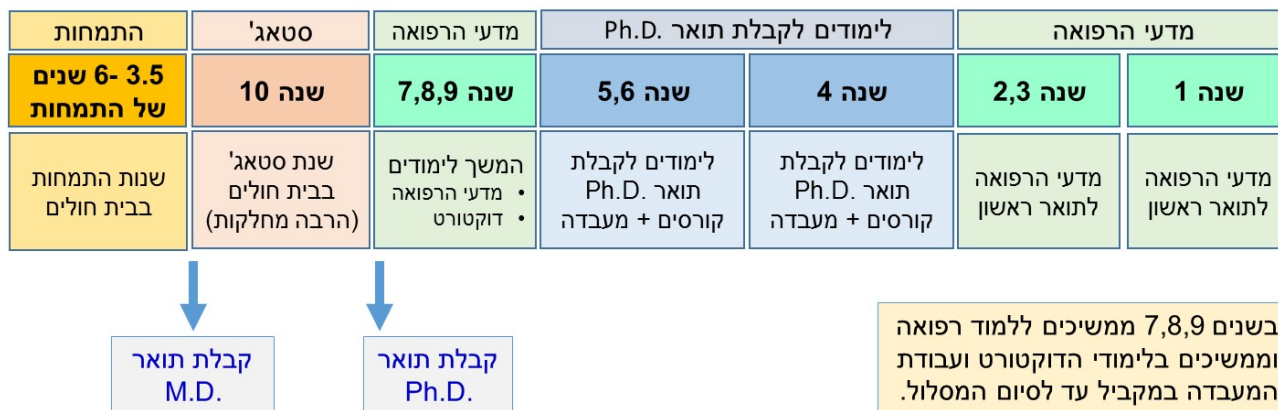 מדעי הרפואה
לימודים לקבלת תואר Ph.D.
מדעי הרפואה
סטאג'
התמחות
שנה 1
שנה 2,3
שנה 4
שנה 5,6
שנה 7,8,9
שנה 10
3.5 -6 שנים
של התמחות
מדעי הרפואה
לתואר ראשון
מדעי הרפואה
לתואר ראשון
לימודים לקבלת
תואר Ph.D.
קורסים + מעבדה
לימודים לקבלת
תואר Ph.D.
קורסים + מעבדה
המשך לימודים
• מדעי הרפואה
• דוקטורט
שנת סטאג'
בבית חולים
(הרבה מחלקות)
שנות התמחות
בבית חולים
בשנים 7,8,9 ממשיכים ללמוד רפואה
וממשיכים בלימודי הדוקטורט ועבודת
המעבדה במקביל עד לסיום המסלול.
קבלת תואר
Ph.D.
קבלת תואר
M.D.